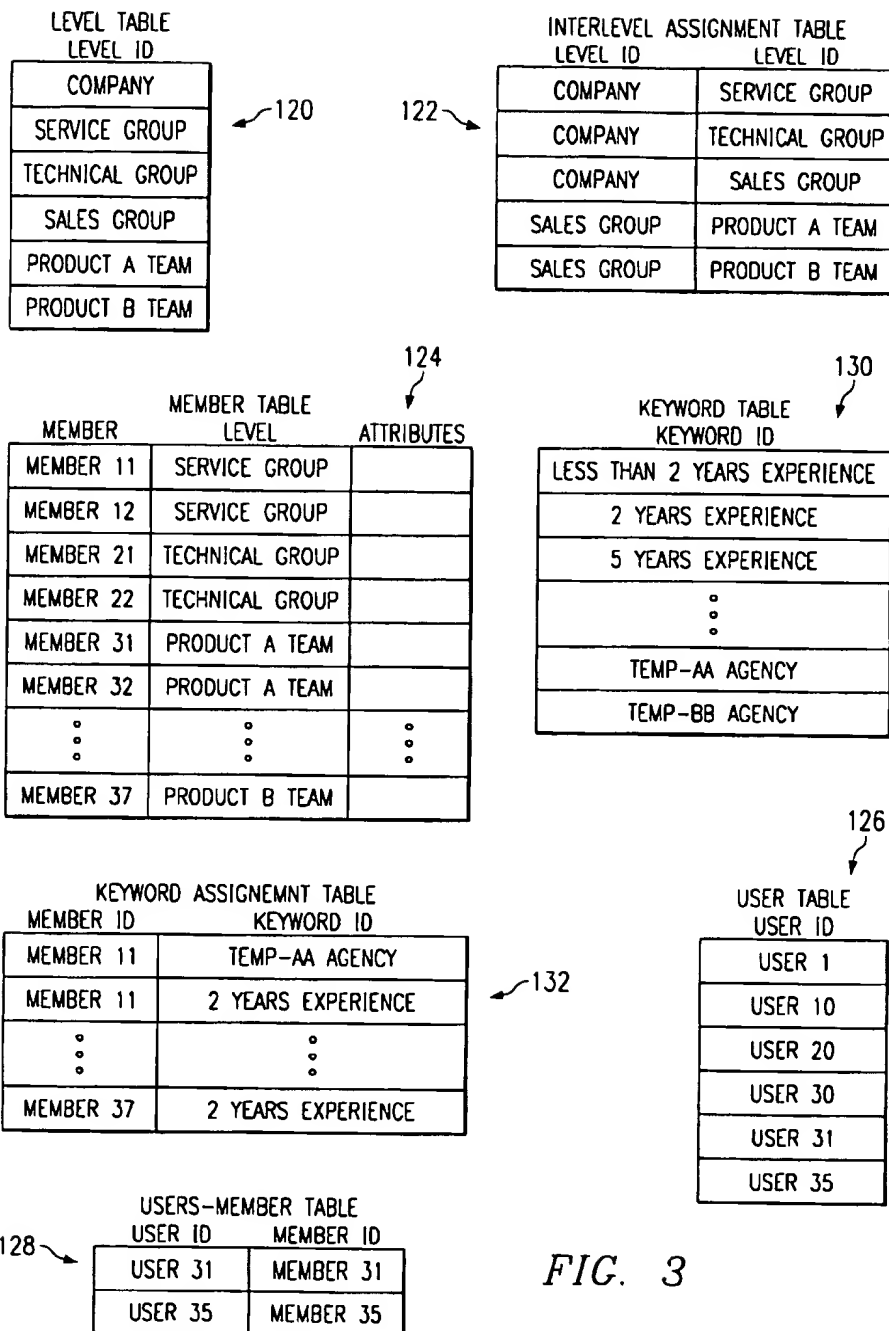 LEVEL TABLE
LEVEL ID
COMPANY
SERVICE GROUP
TECHNICAL GROUP
SALES GROUP
PRODUCT A TEAM
PRODUCT B TEAM
120
INTERLEVEL ASSIGNMENT TABLE
LEVEL ID LEVEL ID
COMPANY SERVICE GROUP
COMPANY TECHNICAL GROUP
COMPANY SALES GROUP
SALES GROUP PRODUCT A TEAM
SALES GROUP PRODUCT B TEAM
122
124
MEMBER TABLE
MEMBER LEVEL ATTRIBUTES
MEMBER 11 SERVICE GROUP
MEMBER 12 SERVICE GROUP
MEMBER 21 TECHNICAL GROUP
MEMBER 22 TECHNICAL GROUP
MEMBER 31 PRODUCT A TEAM
MEMBER 32 PRODUCT A TEAM
MEMBER 37 PRODUCT B TEAM
130
KEYWORD TABLE
KEYWORD ID
LESS THAN 2 YEARS EXPERIENCE
2 YEARS EXPERIENCE
5 YEARS EXPERIENCE
TEMP-AA AGENCY
TEMP-BB AGENCY
KEYWORD ASSIGNEMNT TABLE
MEMBER ID KEYWORD ID
MEMBER 11 TEMP-AA AGENCY
MEMBER 11 2 YEARS EXPERIENCE
MEMBER 37 2 YEARS EXPERIENCE
132
126
USER TABLE
USER ID
USER 1
USER 10
USER 20
USER 30
USER 31
USER 35
USERS-MEMBER TABLE
USER ID MEMBER ID
USER 31 MEMBER 31
USER 35 MEMBER 35
128
FIG. 3